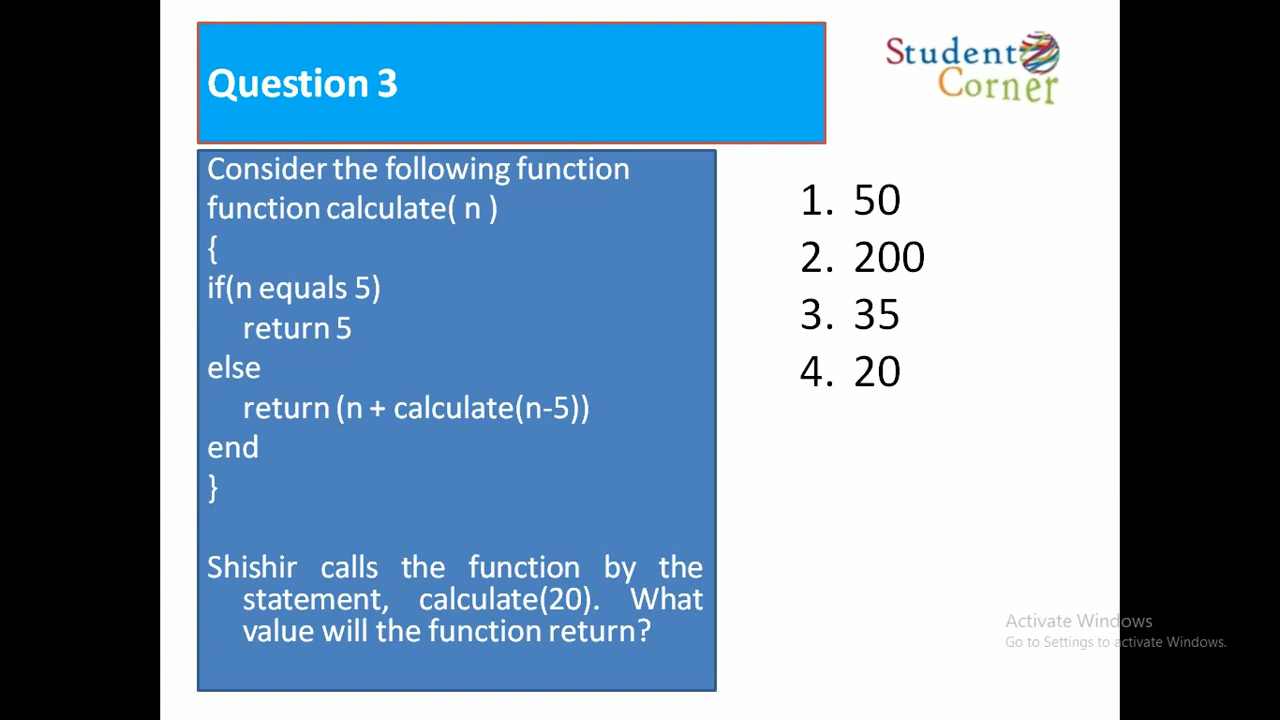 Question 3
Student
Corner
Consider the following function
function calculate( n )
{
if(n equals 5)
return 5
else
return (n + calculate(n-5))
end
}
Shishir calls the function by the
statement, calculate(20). What
value will the function return?
1. 50
2. 200
3. 35
4. 20
Activate Windows
Go to Settings to activate Windows.